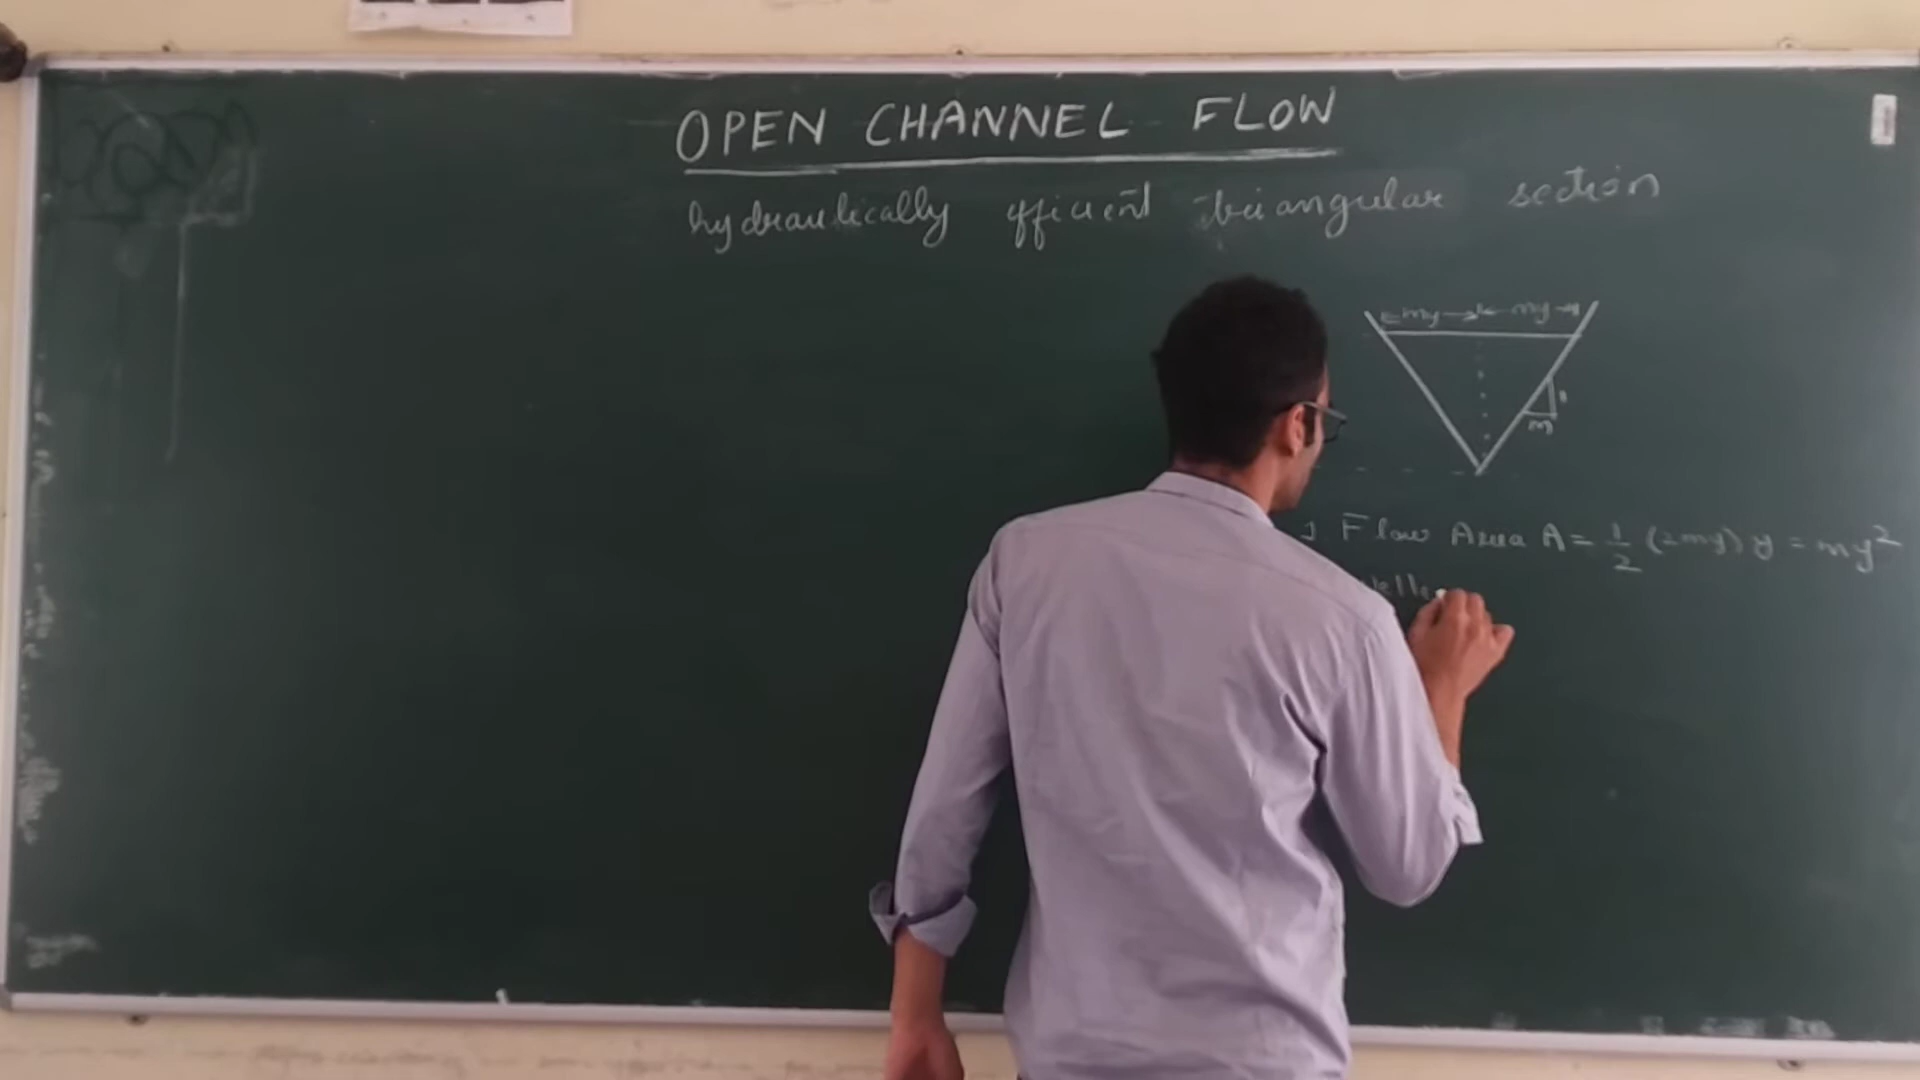 OPEN CHANNEL FLOW
hydraulically efficient triangular section
my my
1
m
1. Flow Area A = 1/2 (2my) y = my²